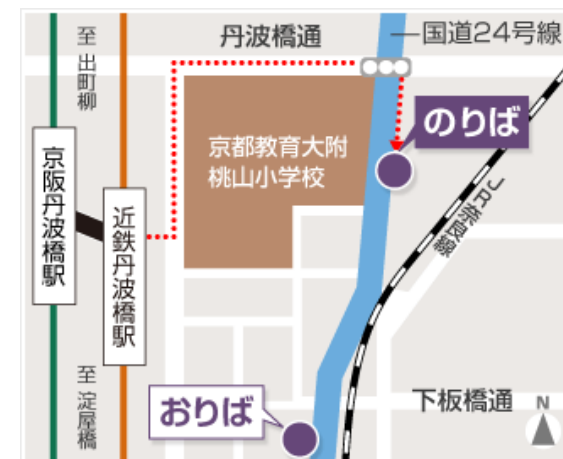 至
出町柳
丹波橋通
国道24号線
のりば
京都教育大附
桃山小学校
京阪丹波橋駅
近鉄丹波橋駅
JR奈良線
至
淀屋橋
おりば
下板橋通
N